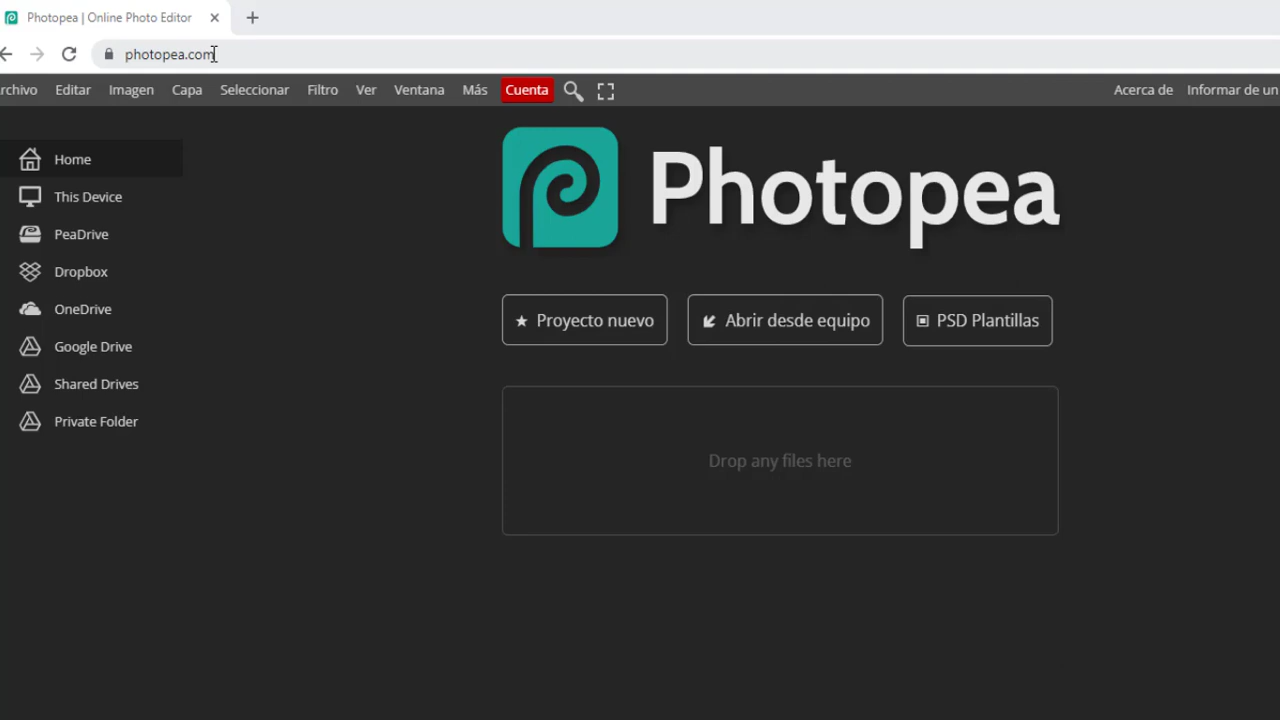 Photopea | Online Photo Editor
photopea.com
rchivo Editar Imagen Capa Seleccionar Filtro Ver Ventana Más Cuenta Acerca de Informar de un
Home
This Device
PeaDrive
Dropbox
OneDrive
Google Drive
Shared Drives
Private Folder
Photopea
Proyecto nuevo Abrir desde equipo PSD Plantillas
Drop any files here